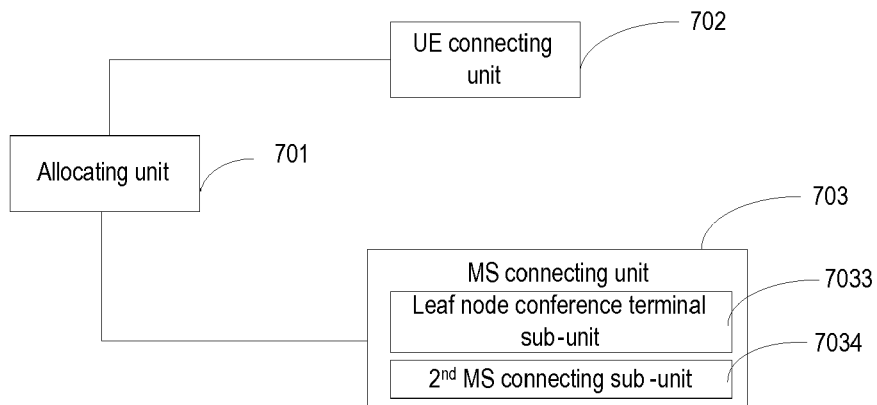 702
UE connecting
unit
701
Allocating unit
703
MS connecting unit
7033
Leaf node conference terminal
sub-unit
7034
2nd MS connecting sub-unit